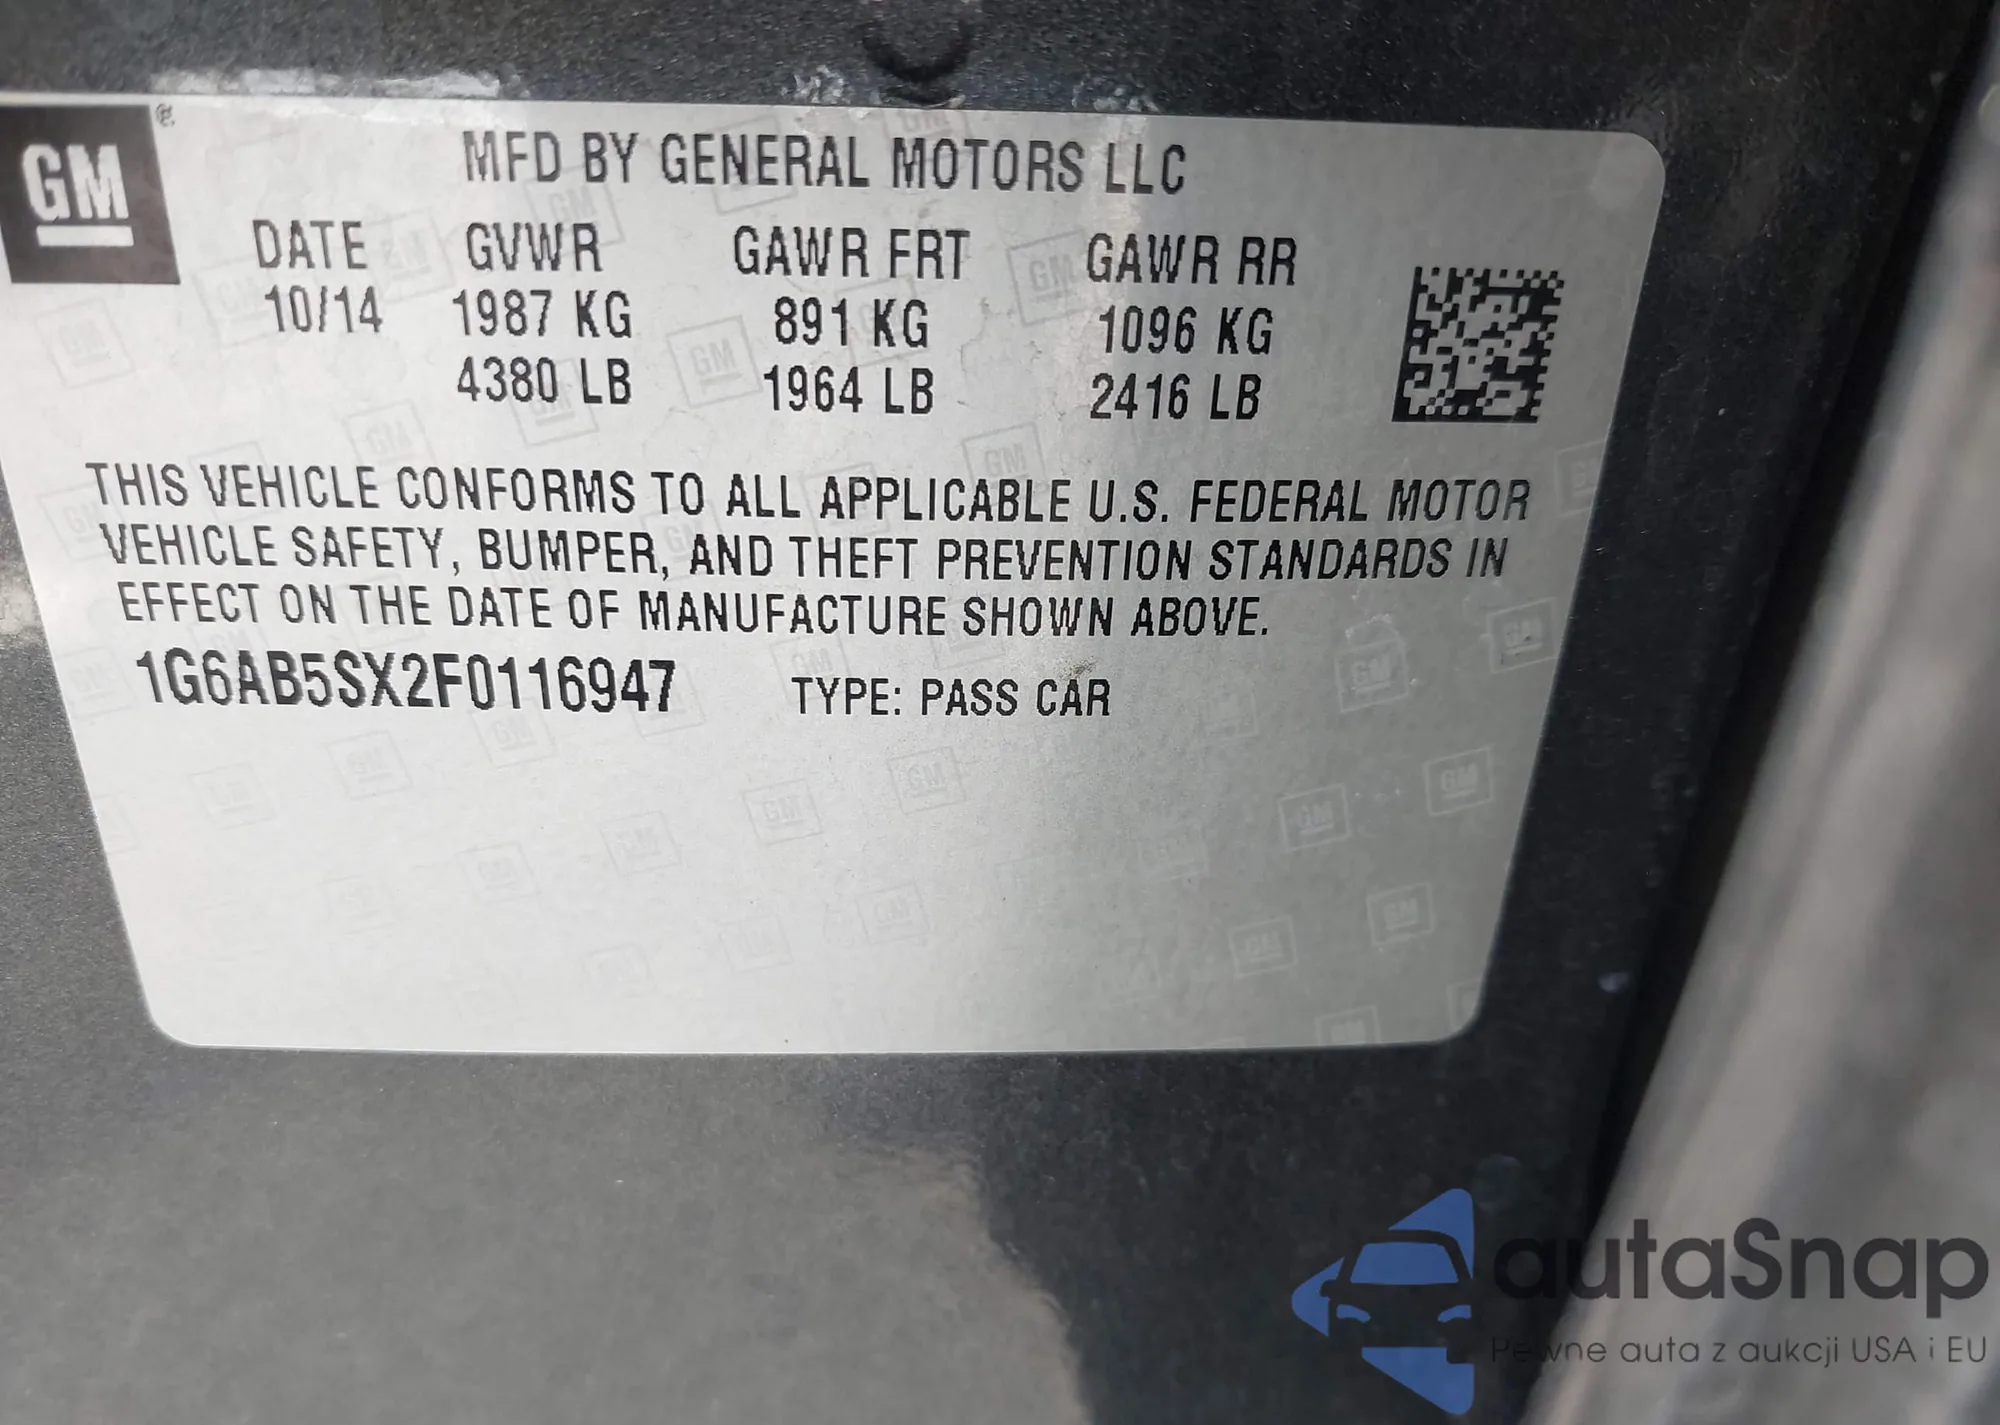 GM
MFD BY GENERAL MOTORS LLC
DATE GVWR GAWR FRT GAWR RR
10/14 1987 KG 891 KG 1096 KG
4380 LB 1964 LB 2416 LB
THIS VEHICLE CONFORMS TO ALL APPLICABLE U.S. FEDERAL MOTOR
VEHICLE SAFETY, BUMPER, AND THEFT PREVENTION STANDARDS IN
EFFECT ON THE DATE OF MANUFACTURE SHOWN ABOVE.
1G6AB5SX2F0116947 TYPE: PASS CAR
autaSnap
Pewne auta z aukcji USA i EU